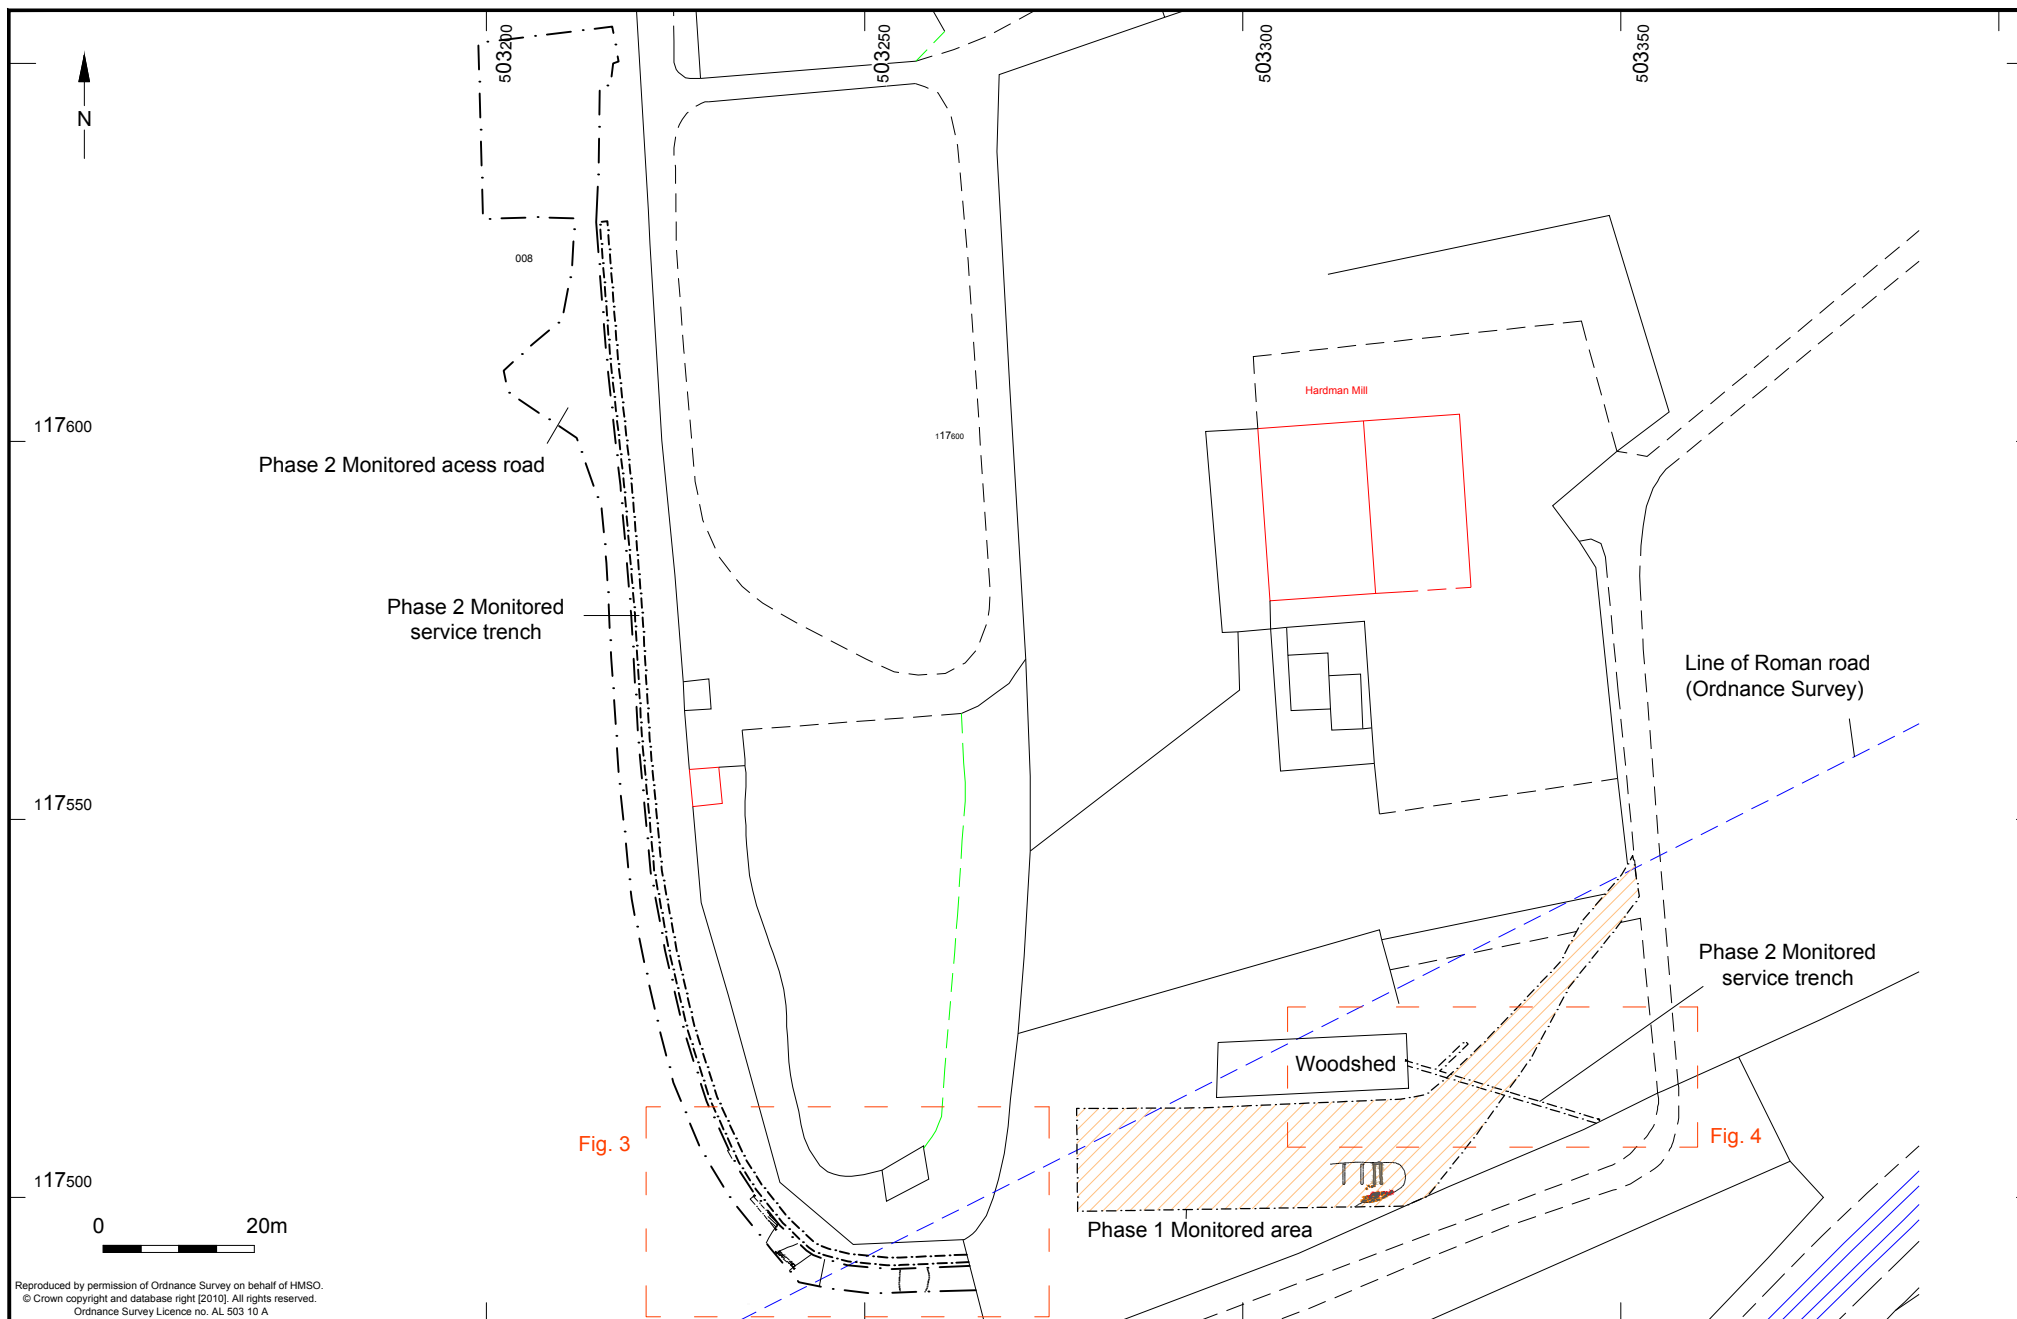 503200
503250
503300
503350
N
008
Hardman Mill
117600
117600
Phase 2 Monitored acess road
Phase 2 Monitored
service trench
Line of Roman road
(Ordnance Survey)
117550
Phase 2 Monitored
service trench
Woodshed
Fig. 3
Fig. 4
117500
Phase 1 Monitored area
0 20m
Reproduced by permission of Ordnance Survey on behalf of HMSO.
© Crown copyright and database right [2010]. All rights reserved.
Ordnance Survey Licence no. AL 503 10 A